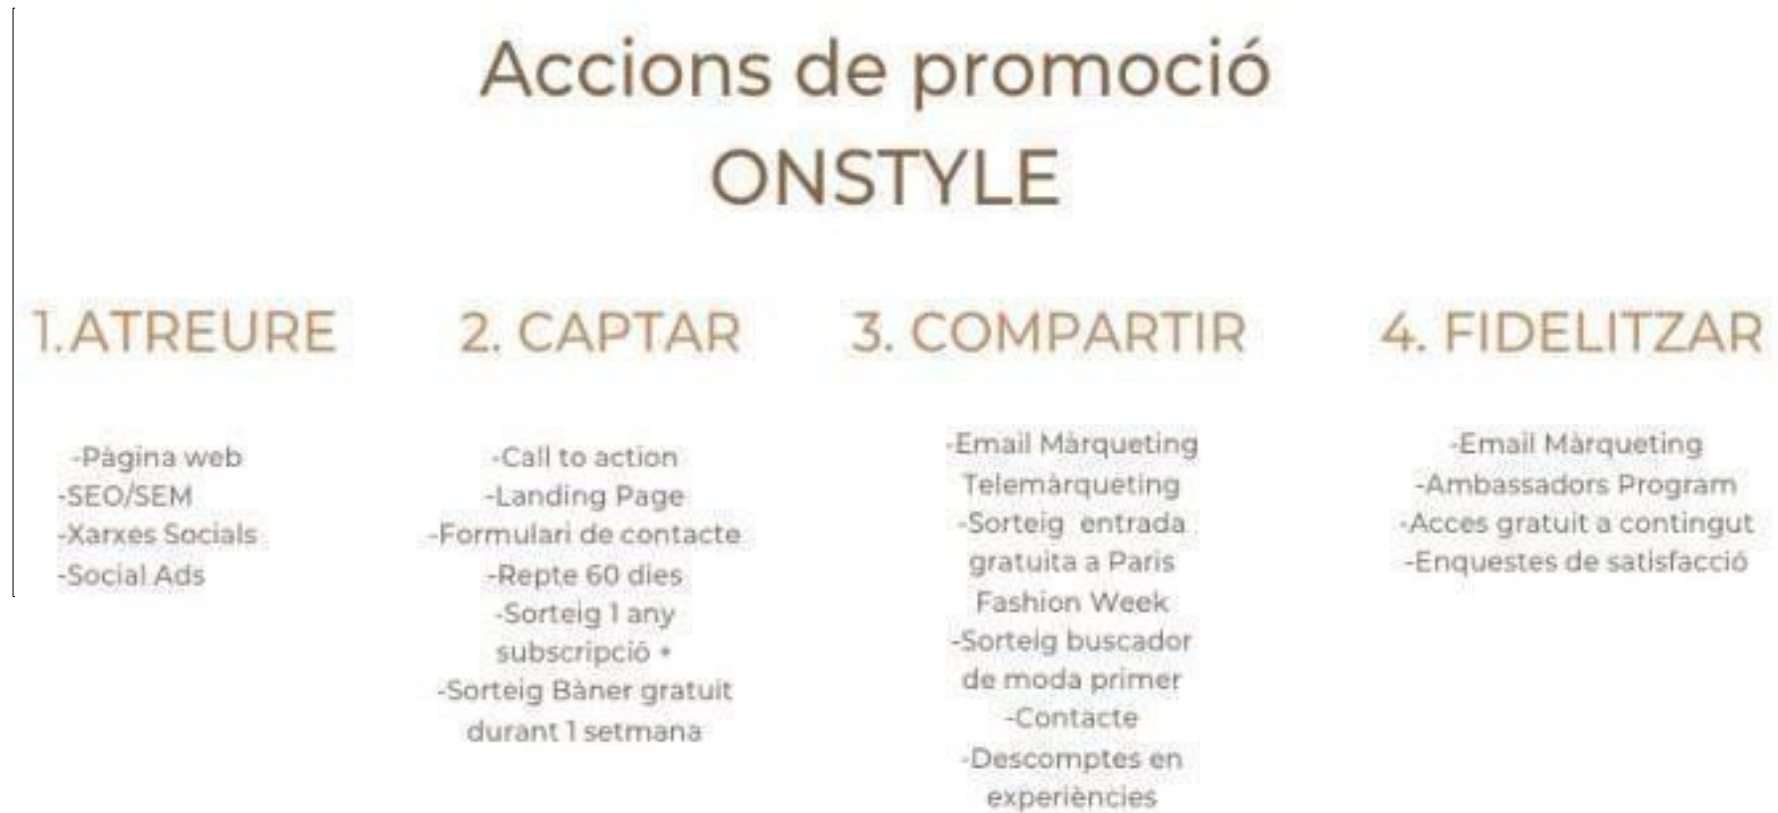 Accions de promoció
ONSTYLE
1.ATREURE
-Pàgina web
-SEO/SEM
-Xarxes Socials
-Social Ads
2. CAPTAR
-Call to action
-Landing Page
-Formulari de contacte
-Repte 60 dies
-Sorteig 1 any
subscripció +
-Sorteig Bàner gratuit
durant 1 setmana
3. COMPARTIR
-Email Màrqueting
Telemàrqueting
-Sorteig entrada
gratuita a Paris
Fashion Week
-Sorteig buscador
de moda primer
-Contacte
-Descomptes en
experiències
4. FIDELITZAR
-Email Màrqueting
-Ambassadors Program
-Acces gratuit a contingut
-Enquestes de satisfacció